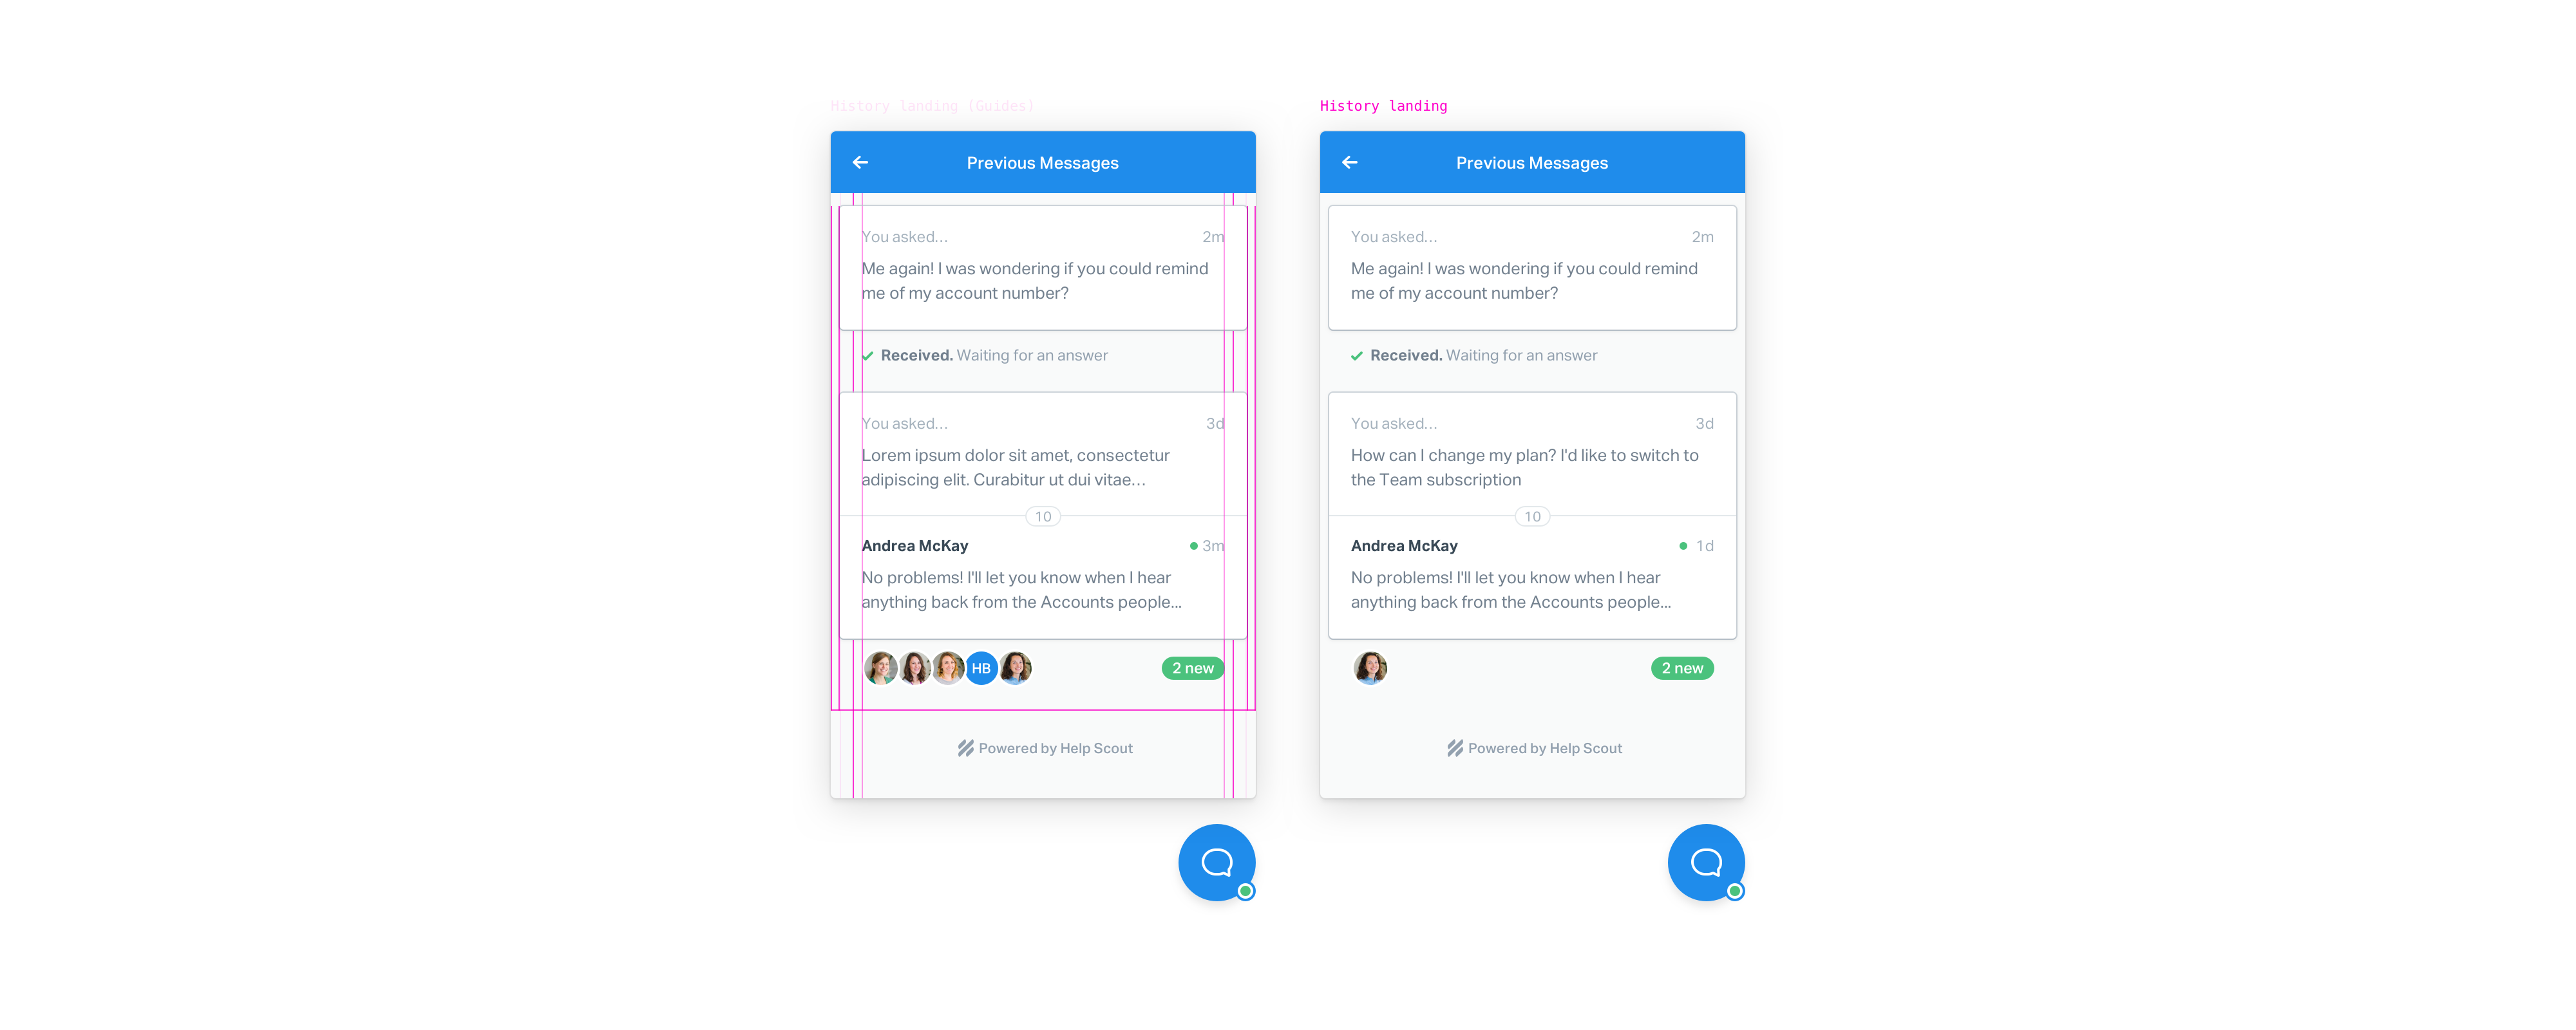 History landing (Guides)
Previous Messages
You asked… 2m
Me again! I was wondering if you could remind
me of my account number?
Received. Waiting for an answer
You asked… 3d
Lorem ipsum dolor sit amet, consectetur
adipiscing elit. Curabitur ut dui vitae…
10
Andrea McKay 3m
No problems! I'll let you know when I hear
anything back from the Accounts people...
HB 2 new
Powered by Help Scout
History landing
Previous Messages
You asked… 2m
Me again! I was wondering if you could remind
me of my account number?
Received. Waiting for an answer
You asked… 3d
How can I change my plan? I'd like to switch to
the Team subscription
10
Andrea McKay 1d
No problems! I'll let you know when I hear
anything back from the Accounts people...
2 new
Powered by Help Scout